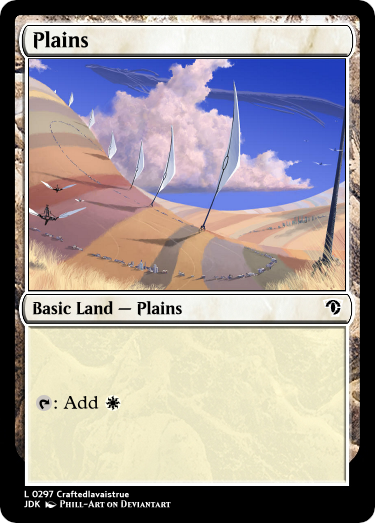 Plains
Basic Land — Plains
: Add
L 0297 Craftedlavaistrue
JDK Phill-Art on Deviantart